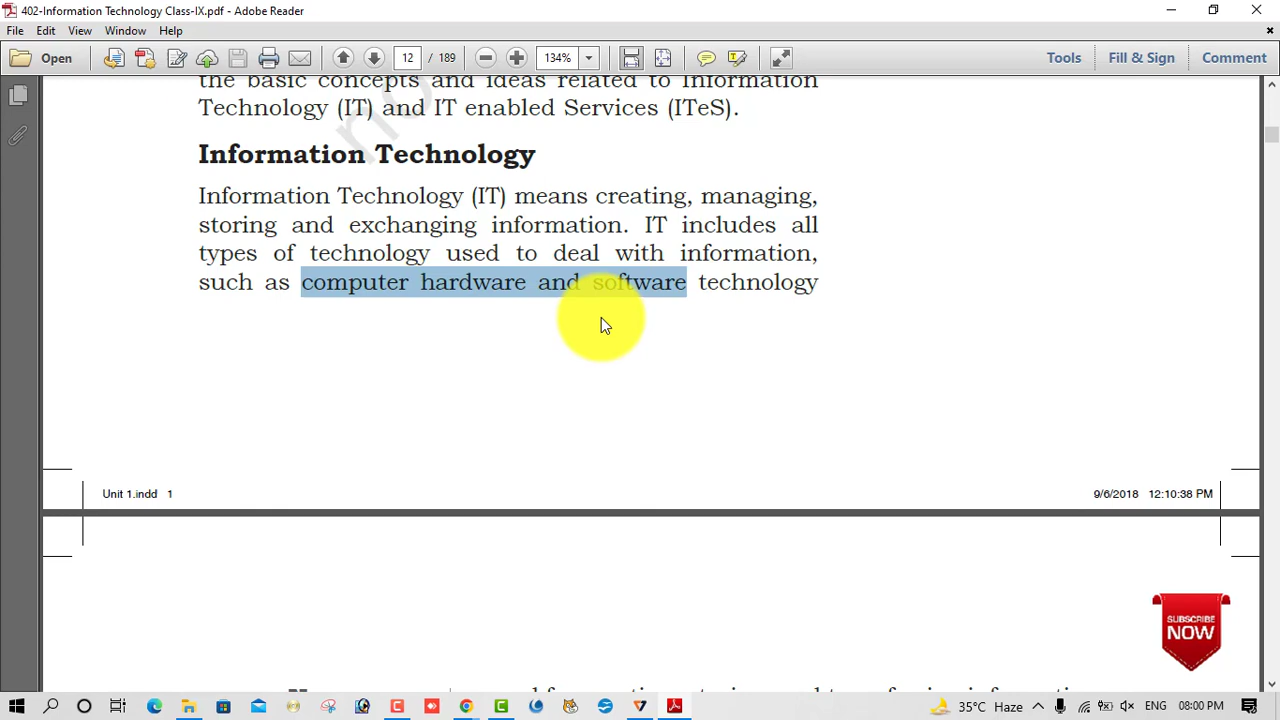 402-Information Technology Class-IX.pdf - Adobe Reader
File Edit View Window Help
Open 12 / 189 134% Tools Fill & Sign Comment
the basic concepts and ideas related to Information
Technology (IT) and IT enabled Services (ITeS).
no
Information Technology
Information Technology (IT) means creating, managing,
storing and exchanging information. IT includes all
types of technology used to deal with information,
such as computer hardware and software technology
Unit 1.indd 1 9/6/2018 12:10:38 PM
SUBSCRIBE
NOW
35°C Haze ENG 08:00 PM